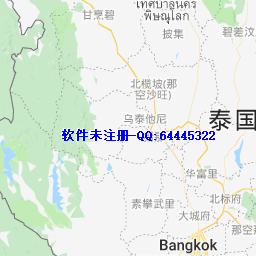 甘烹碧
เทศบาลนคร
พิษณุโลก
披集
碧差汶
北榄坡(那
空沙旺)
乌泰他尼
泰国
软件未注册-QQ:64445322
华富里
北标府
素攀武里
大城府
那空那
Bangkok